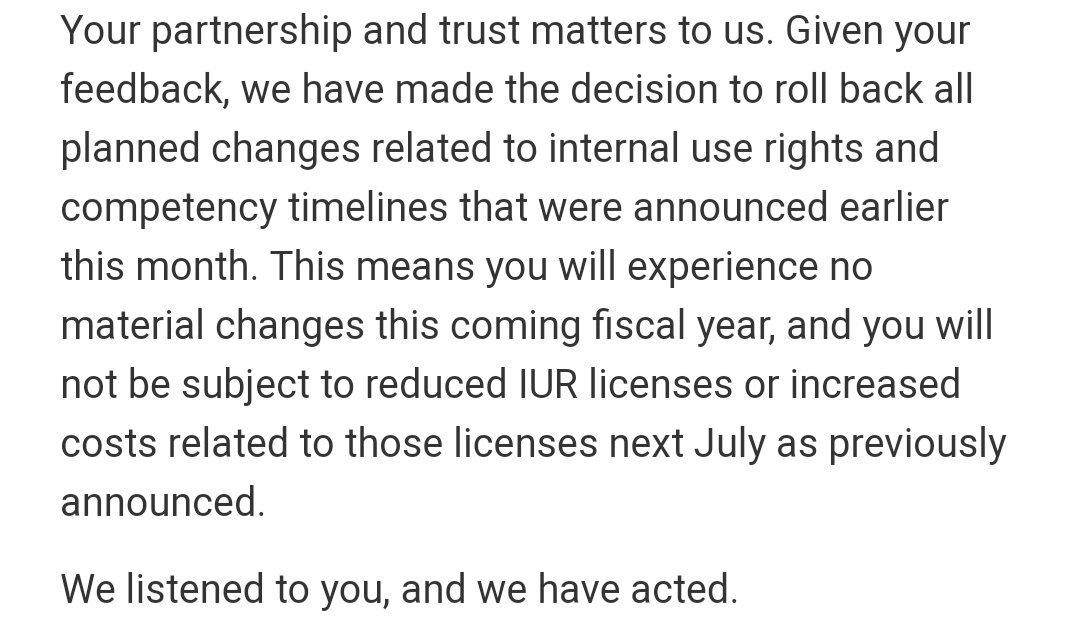 Your partnership and trust matters to us. Given your
feedback, we have made the decision to roll back all
planned changes related to internal use rights and
competency timelines that were announced earlier
this month. This means you will experience no
material changes this coming fiscal year, and you will
not be subject to reduced IUR licenses or increased
costs related to those licenses next July as previously
announced.
We listened to you, and we have acted.